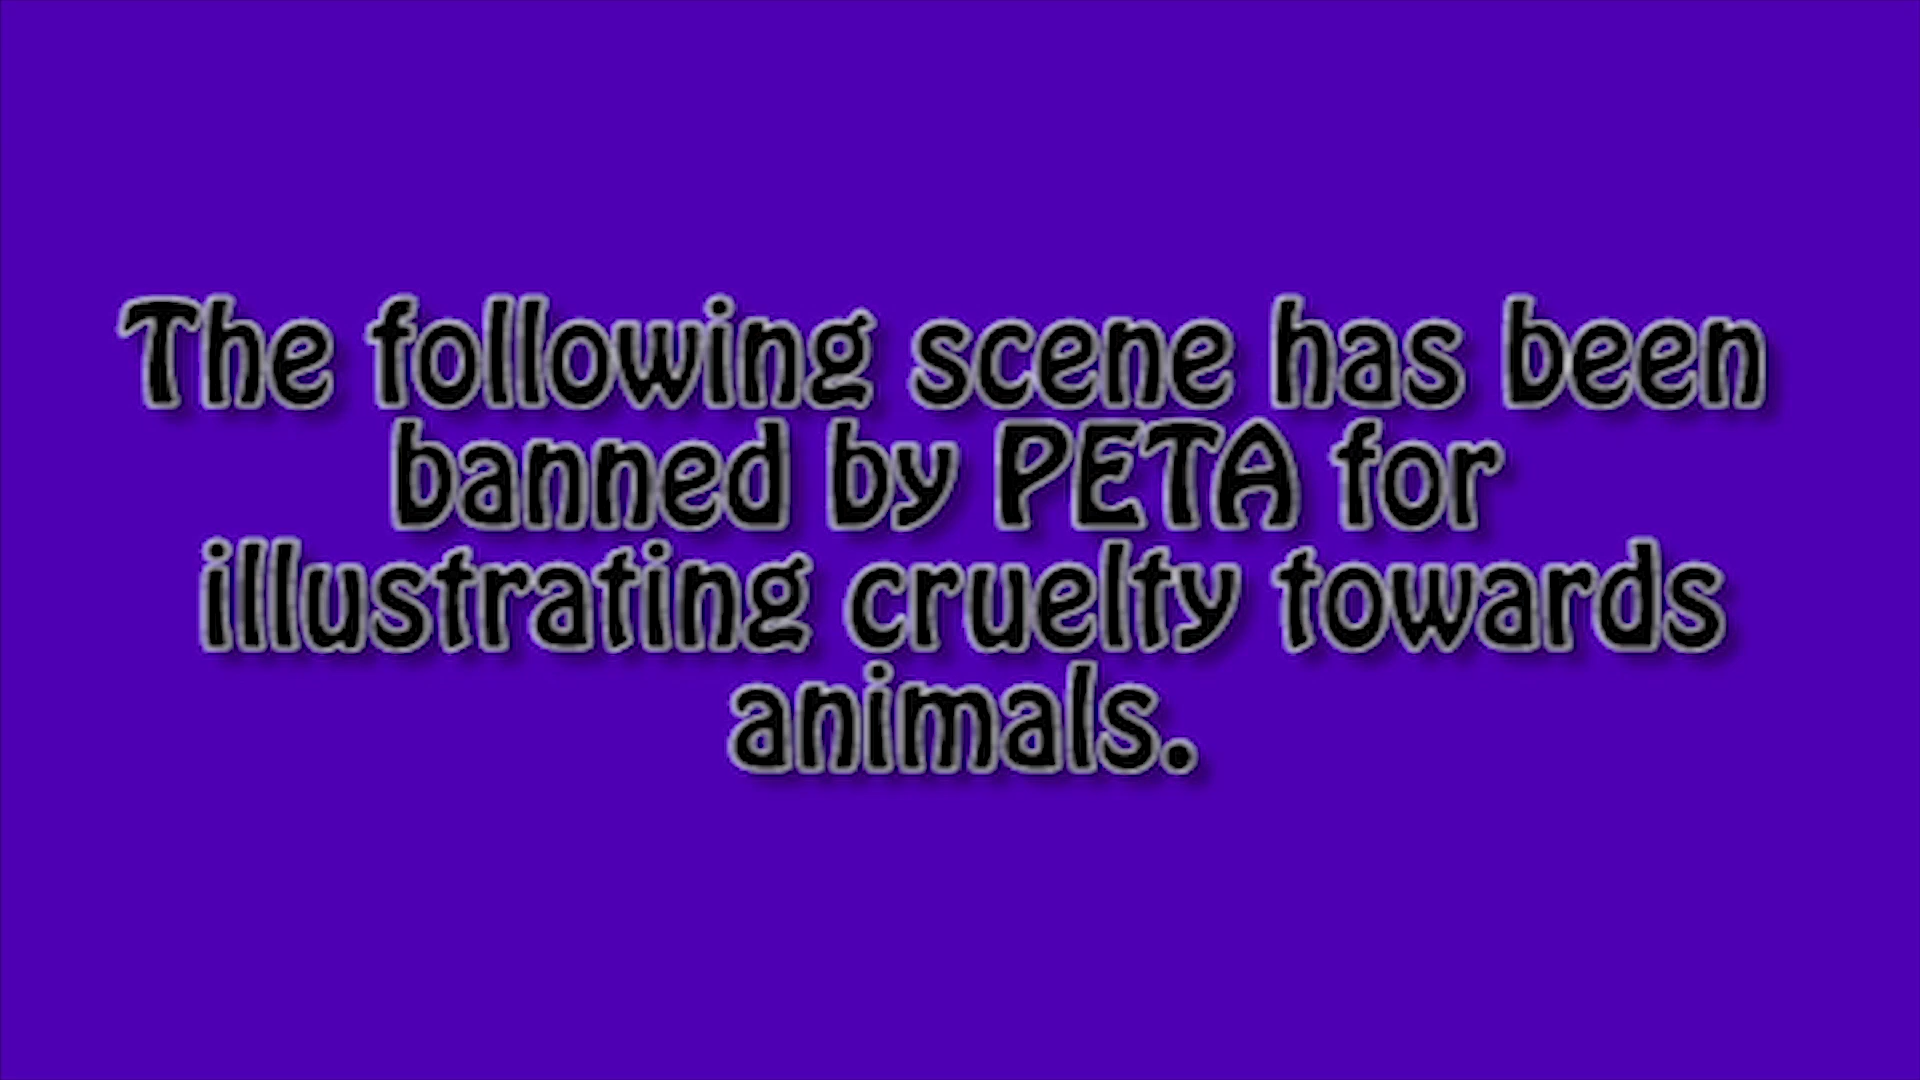 The following scene has been
banned by PETA for
illustrating cruelty towards
animals.